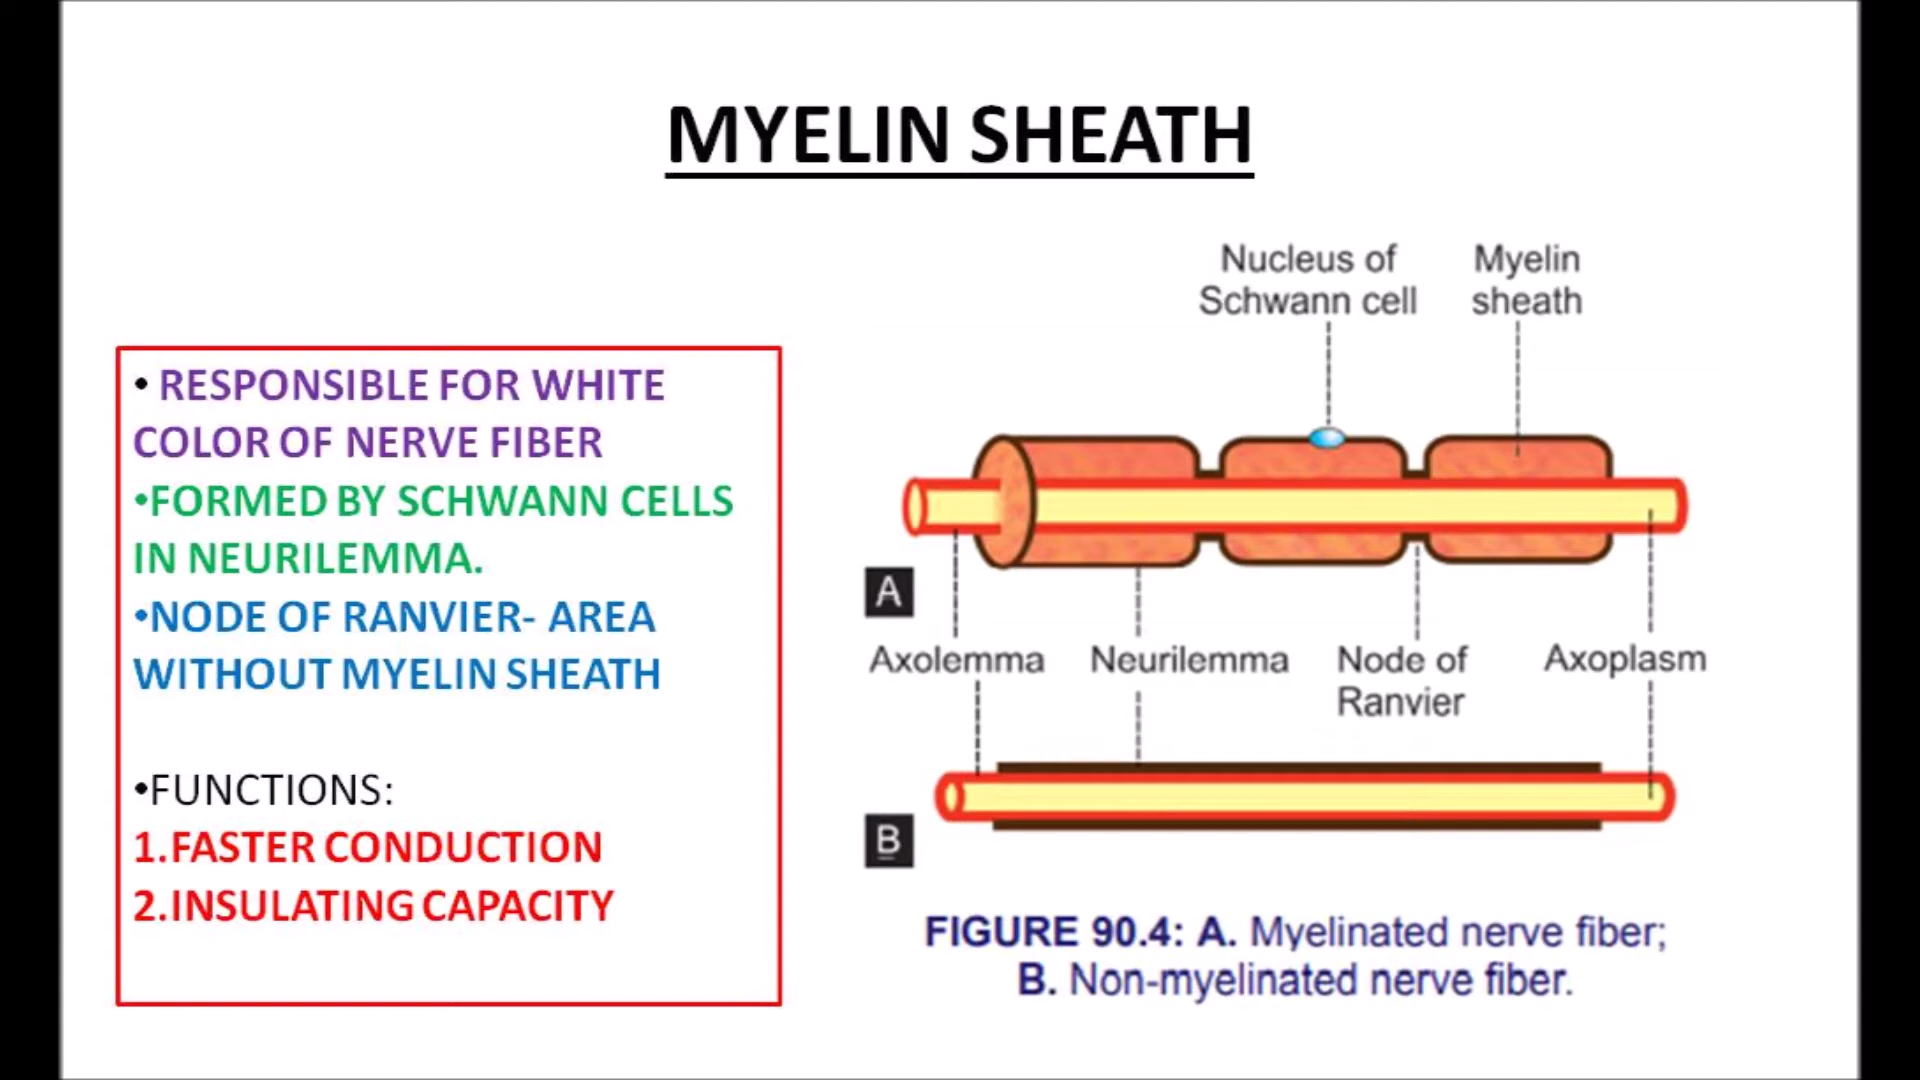 MYELIN SHEATH
• RESPONSIBLE FOR WHITE
COLOR OF NERVE FIBER
•FORMED BY SCHWANN CELLS
IN NEURILEMMA.
•NODE OF RANVIER- AREA
WITHOUT MYELIN SHEATH
•FUNCTIONS:
1.FASTER CONDUCTION
2.INSULATING CAPACITY
Nucleus of
Schwann cell
Myelin
sheath
A
Axolemma
Neurilemma
Node of
Ranvier
Axoplasm
B
FIGURE 90.4: A. Myelinated nerve fiber;
B. Non-myelinated nerve fiber.